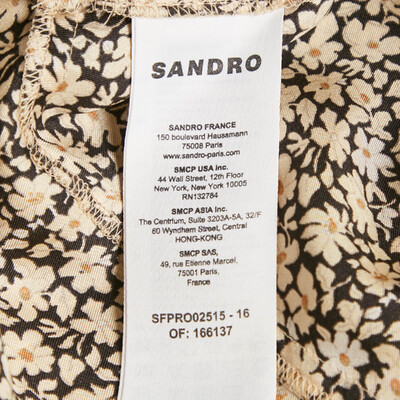 SANDRO
SANDRO FRANCE
150 boulevard Haussmann
75008 Paris
www.sandro-paris.com
SMCP USA Inc.
44 Wall Street, 12th Floor
New York, New York 10005
RN132784
SMCP ASIA Inc.
The Centrium, Suite 3203A-5A, 32/F
60 Wyndham Street, Central
HONG-KONG
SMCP SAS,
49, rue Etienne Marcel,
75001 Paris,
France
SFPRO02515 - 16
OF: 166137